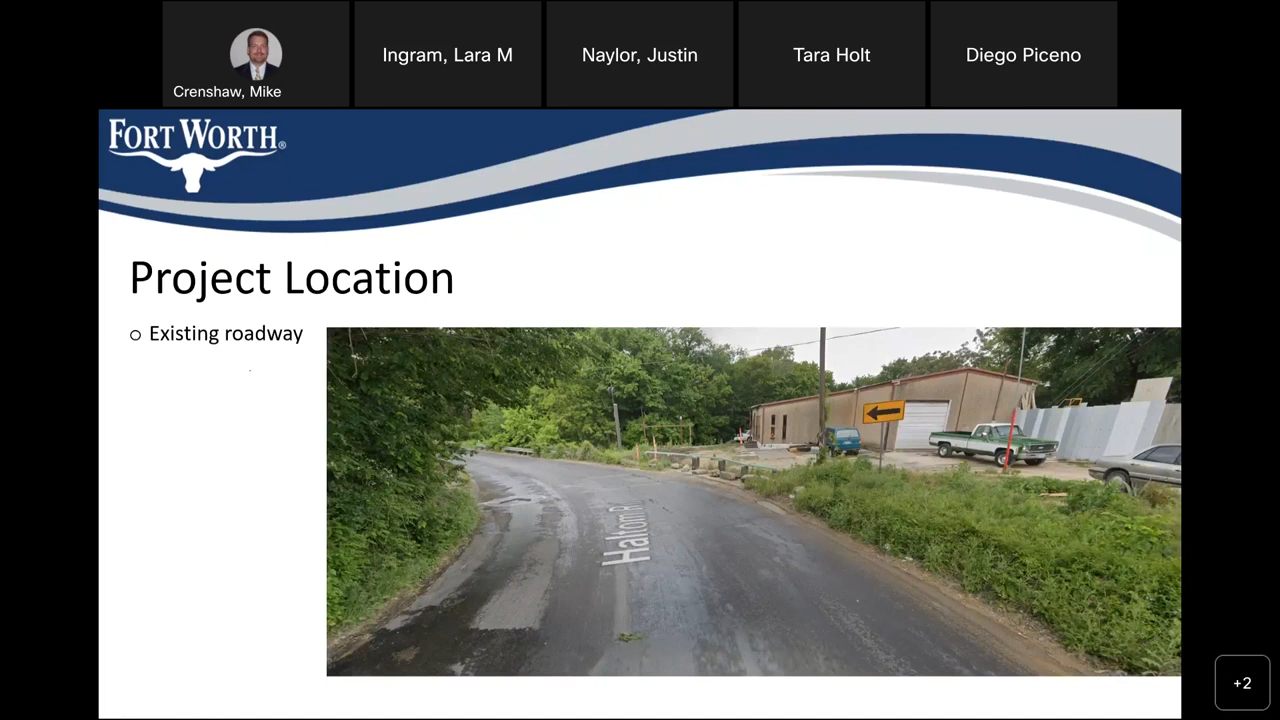 Crenshaw, Mike
Ingram, Lara M
Naylor, Justin
Tara Holt
Diego Piceno
FORT WORTH®
Project Location
Existing roadway
Haltom R
+2